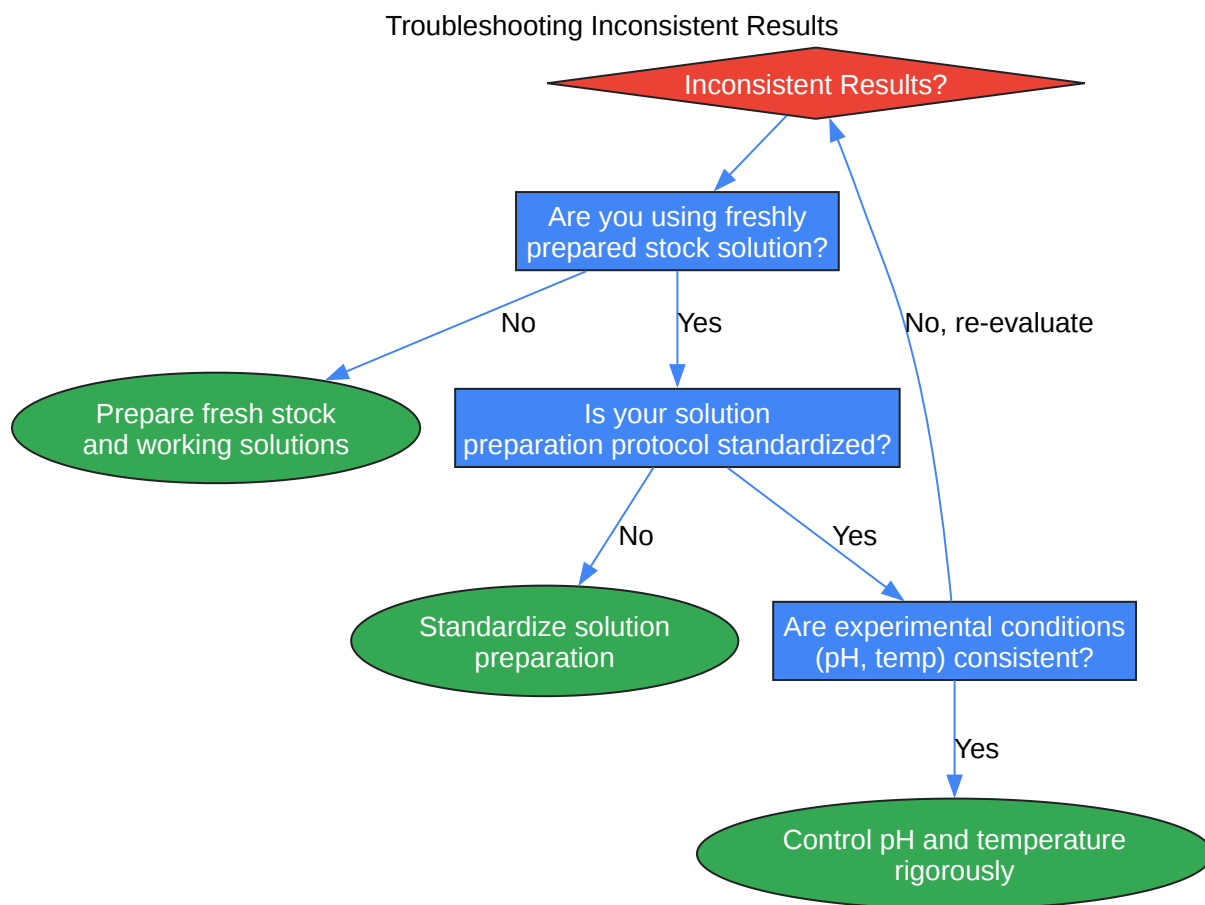 Troubleshooting Inconsistent Results
Inconsistent Results?
Are you using freshly
prepared stock solution?
No
Yes
No, re-evaluate
Prepare fresh stock
and working solutions
Is your solution
preparation protocol standardized?
No
Yes
Standardize solution
preparation
Are experimental conditions
(pH, temp) consistent?
Yes
Control pH and temperature
rigorously